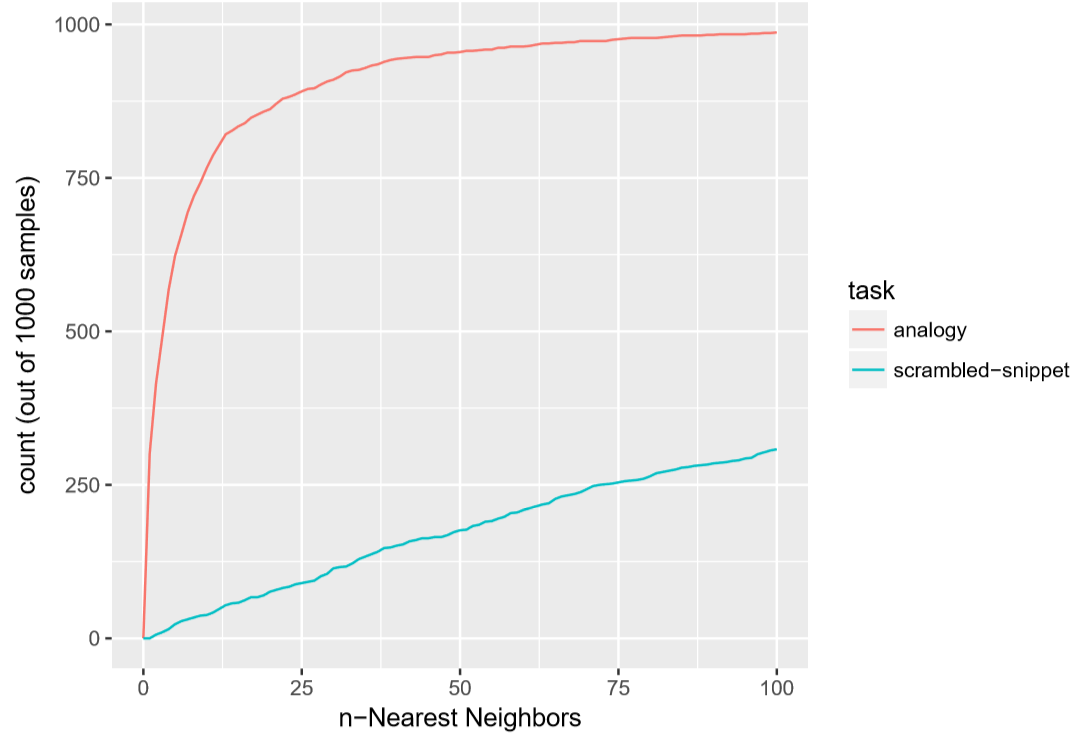 1000
750
500
250
0
count (out of 1000 samples)
0 25 50 75 100
n−Nearest Neighbors
task
analogy
scrambled−snippet